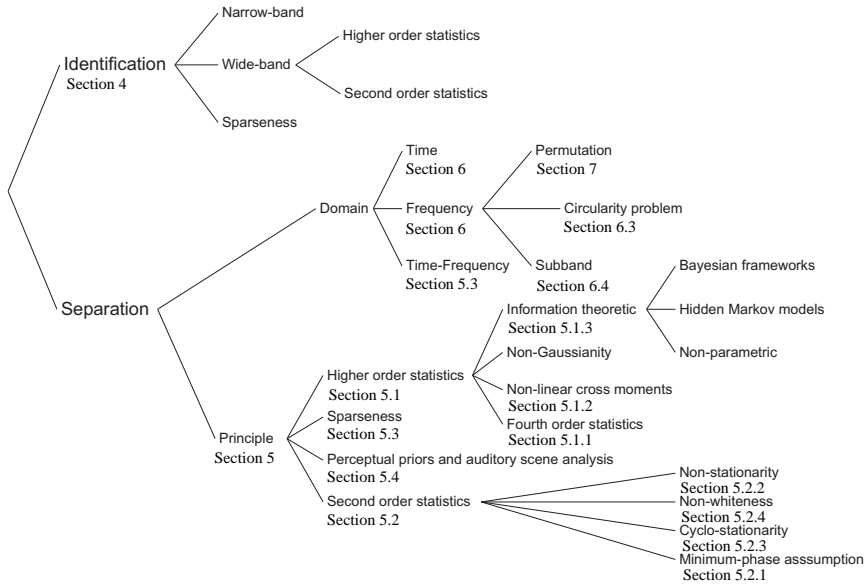 Narrow-band
Identification
Section 4
Wide-band
Higher order statistics
Second order statistics
Sparseness
Separation
Domain
Time
Section 6
Frequency
Section 6
Permutation
Section 7
Circularity problem
Section 6.3
Subband
Section 6.4
Time-Frequency
Section 5.3
Principle
Section 5
Higher order statistics
Section 5.1
Information theoretic
Section 5.1.3
Bayesian frameworks
Hidden Markov models
Non-parametric
Non-Gaussianity
Non-linear cross moments
Section 5.1.2
Fourth order statistics
Section 5.1.1
Sparseness
Section 5.3
Perceptual priors and auditory scene analysis
Section 5.4
Second order statistics
Section 5.2
Non-stationarity
Section 5.2.2
Non-whiteness
Section 5.2.4
Cyclo-stationarity
Section 5.2.3
Minimum-phase asssumption
Section 5.2.1